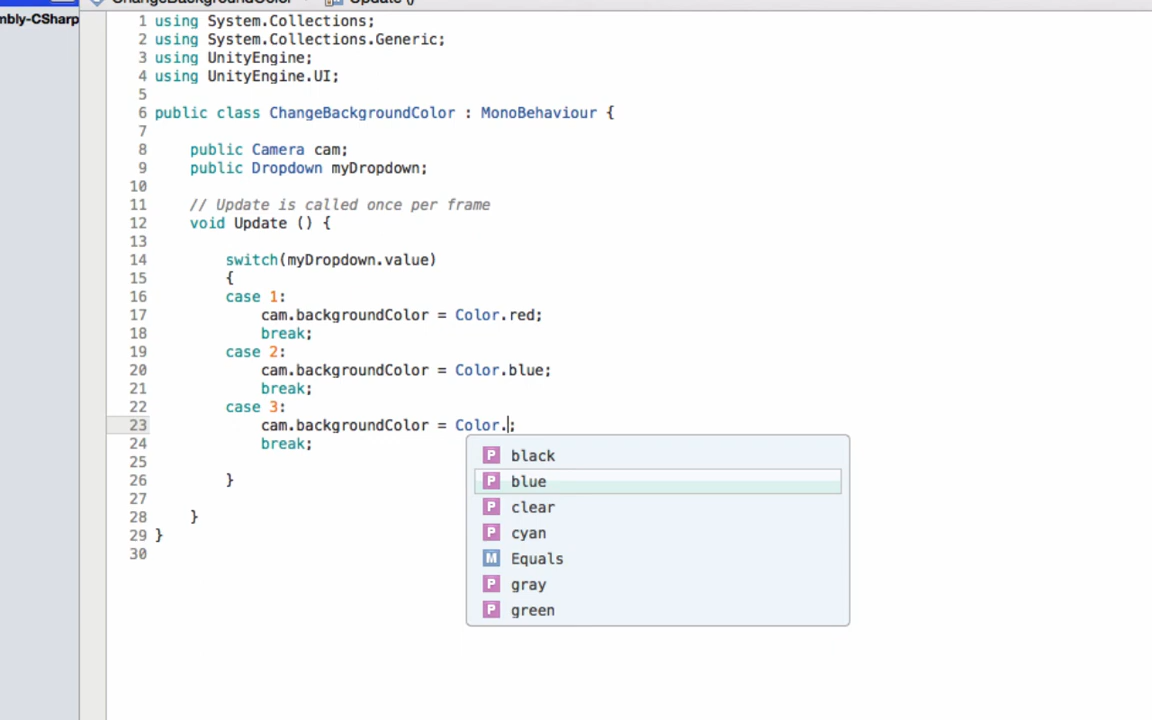 ChangeBackgroundColor Update ()
mbly-CSharp
1 using System.Collections;
2 using System.Collections.Generic;
3 using UnityEngine;
4 using UnityEngine.UI;
5
6 public class ChangeBackgroundColor : MonoBehaviour {
7
8 public Camera cam;
9 public Dropdown myDropdown;
10
11 // Update is called once per frame
12 void Update () {
13
14 switch(myDropdown.value)
15 {
16 case 1:
17 cam.backgroundColor = Color.red;
18 break;
19 case 2:
20 cam.backgroundColor = Color.blue;
21 break;
22 case 3:
23 cam.backgroundColor = Color.;
24 break;
25
26 }
27
28 }
29 }
30
P black
P blue
P clear
P cyan
M Equals
P gray
P green